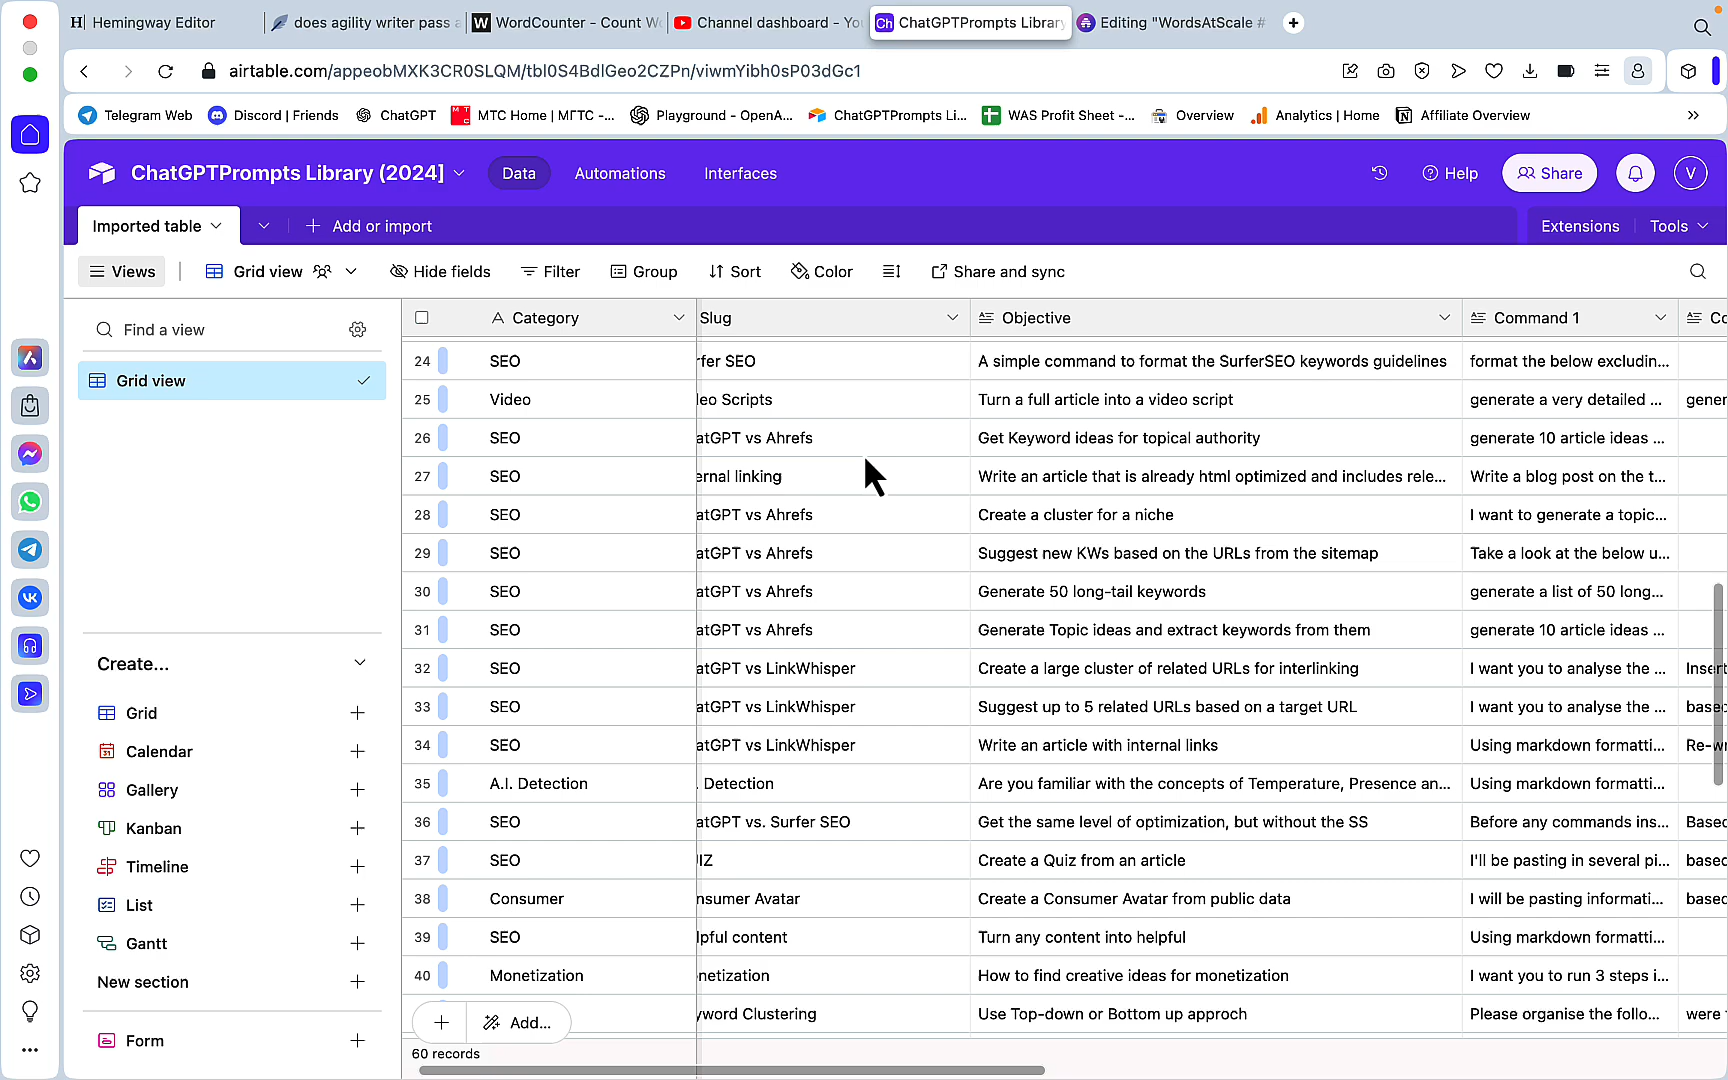 Hemingway Editor
does agility writer pass a
WordCounter - Count W
Channel dashboard - Yo
ChatGPTPrompts Library
Editing "WordsAtScale #
airtable.com/appeobMXK3CR0SLQM/tbl0S4BdlGeo2CZPn/viwmYibh0sP03dGc1
Telegram Web
Discord | Friends
ChatGPT
МТС Home | МГТС -...
Playground - OpenA...
ChatGPTPrompts Li...
WAS Profit Sheet -...
Overview
Analytics | Home
Affiliate Overview
ChatGPTPrompts Library (2024]
Data
Automations
Interfaces
Help
Share
V
Imported table
Add or import
Extensions
Tools
Views
Grid view
Hide fields
Filter
Group
Sort
Color
Share and sync
Find a view
Grid view
Create...
Grid
Calendar
Gallery
Kanban
Timeline
List
Gantt
New section
Form
Category Slug Objective Command 1 Co
24 SEO rfer SEO A simple command to format the SurferSEO keywords guidelines format the below excludin...
25 Video leo Scripts Turn a full article into a video script generate a very detailed ... gener
26 SEO atGPT vs Ahrefs Get Keyword ideas for topical authority generate 10 article ideas ...
27 SEO ernal linking Write an article that is already html optimized and includes rele... Write a blog post on the t...
28 SEO atGPT vs Ahrefs Create a cluster for a niche I want to generate a topic...
29 SEO atGPT vs Ahrefs Suggest new KWs based on the URLs from the sitemap Take a look at the below u...
30 SEO atGPT vs Ahrefs Generate 50 long-tail keywords generate a list of 50 long...
31 SEO atGPT vs Ahrefs Generate Topic ideas and extract keywords from them generate 10 article ideas ...
32 SEO atGPT vs LinkWhisper Create a large cluster of related URLs for interlinking I want you to analyse the ... Insert
33 SEO atGPT vs LinkWhisper Suggest up to 5 related URLs based on a target URL I want you to analyse the ... based
34 SEO atGPT vs LinkWhisper Write an article with internal links Using markdown formatti... Re-w
35 A.I. Detection . Detection Are you familiar with the concepts of Temperature, Presence an... Using markdown formatti...
36 SEO atGPT vs. Surfer SEO Get the same level of optimization, but without the SS Before any commands ins... Based
37 SEO IZ Create a Quiz from an article I'll be pasting in several pi... based
38 Consumer nsumer Avatar Create a Consumer Avatar from public data I will be pasting informati... based
39 SEO lpful content Turn any content into helpful Using markdown formatti...
40 Monetization netization How to find creative ideas for monetization I want you to run 3 steps i...
yword Clustering Use Top-down or Bottom up approch Please organise the follo... were
Add...
60 records